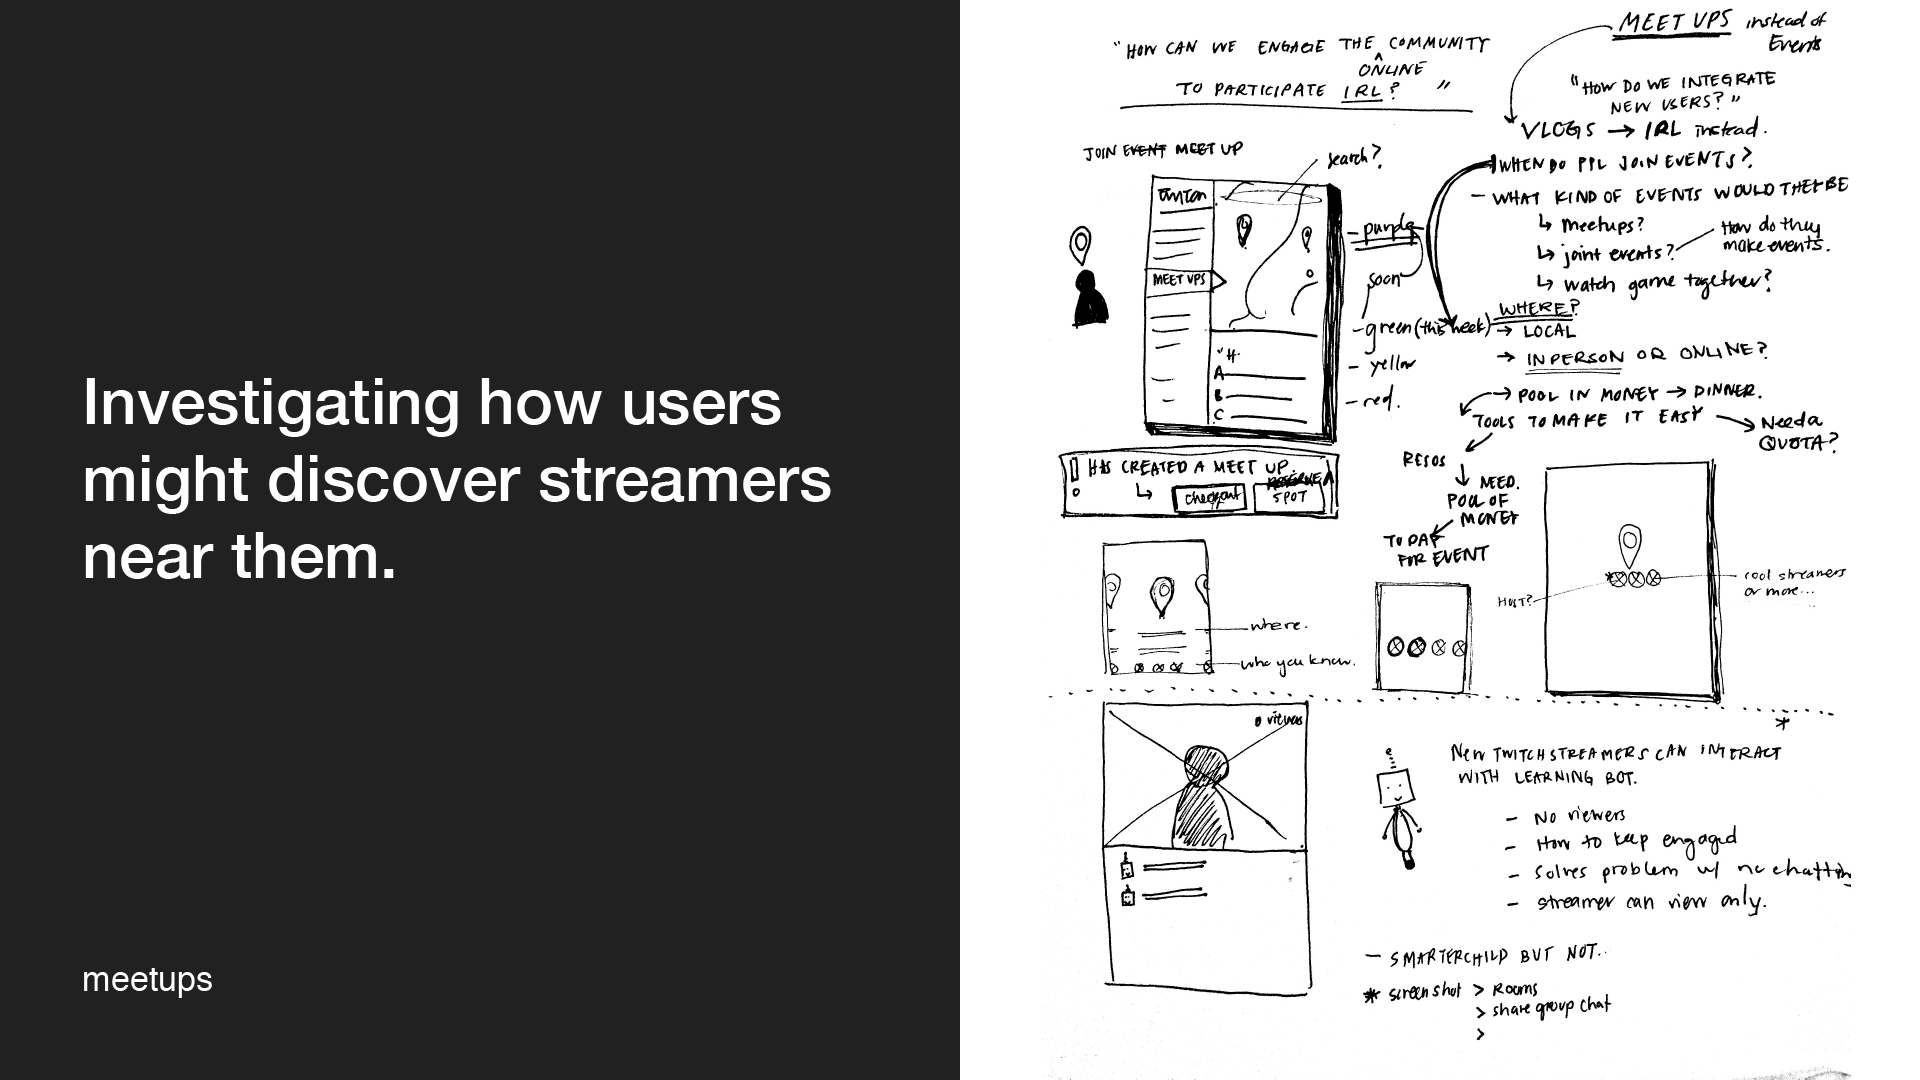 Investigating how users
might discover streamers
near them.
meetups
MEET UPS instead of
Events
"HOW CAN WE ENGAGE THE ^ COMMUNITY
ONLINE
TO PARTICIPATE IRL? "
"HOW DO WE INTEGRATE
NEW USERS?"
VLOGS → IRL instead.
JOIN EVENT MEET UP
search?
MEET UPS
"H.
A
B
C
- purple
soon
- green (this week)
- yellow
- red.
WHEN DO PPL JOIN EVENTS?
- WHAT KIND OF EVENTS WOULD THEY BE
↳ meetups?
↳ joint events?
How do they
make events.
↳ watch game together?
WHERE?
→ LOCAL
→ IN PERSON OR ONLINE?
→ POOL IN MONEY → DINNER.
TOOLS TO MAKE IT EASY
Need a
QUOTA?
RESOS
↓ NEED.
POOL OF
MONEY
TO PAY
FOR EVENT
! HAS CREATED A MEET UP.
↳ checkout
RESERVE A
SPOT
where.
who you know.
HOST?
cool streamers
or more...
0 views
*
NEW TWITCH STREAMERS CAN INTERACT
WITH LEARNING BOT.
- No viewers
- How to keep engaged
- Solves problem w/ no chatting
- streamer can view only.
- SMARTERCHILD BUT NOT..
* screenshot > Rooms
> share group chat
>